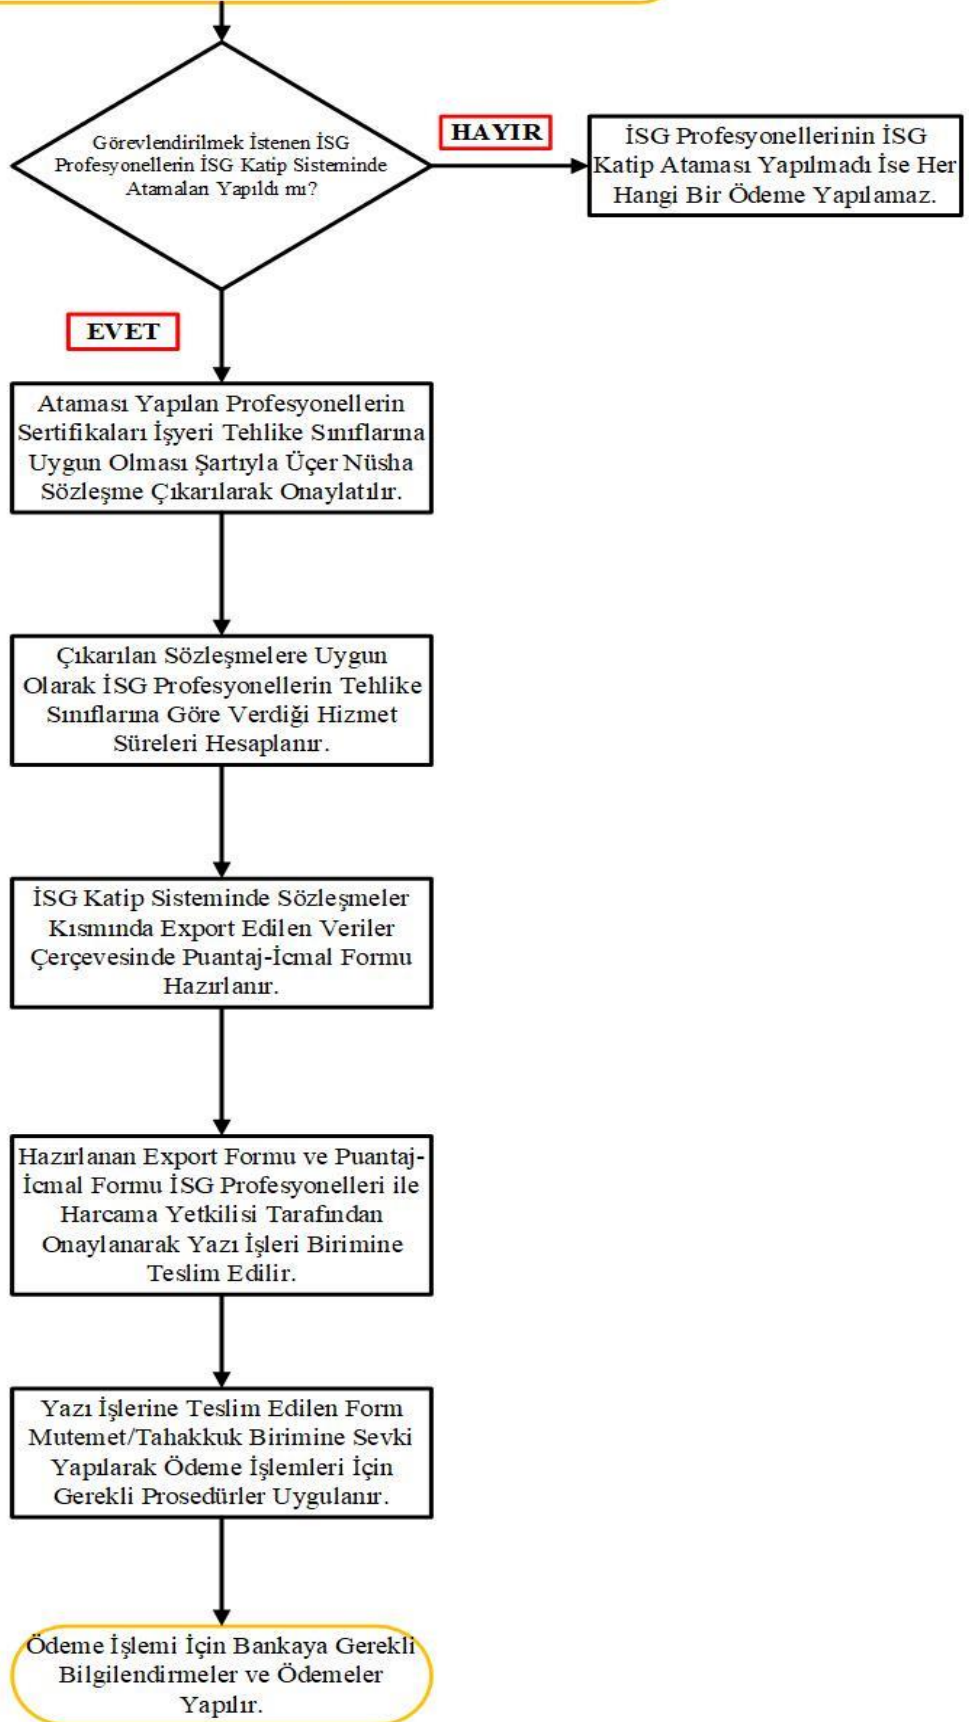 Görevlendirilmek İstenen İSG
Profesyonellerin İSG Katip Sisteminde
Atamaları Yapıldı mı?
HAYIR
İSG Profesyonellerinin İSG
Katip Ataması Yapılmadı İse Her
Hangi Bir Ödeme Yapılamaz.
EVET
Ataması Yapılan Profesyonellerin
Sertifikaları İşyeri Tehlike Sınıflarına
Uygun Olması Şartıyla Üçer Nüsha
Sözleşme Çıkarılarak Onaylatılır.
Çıkarılan Sözleşmelere Uygun
Olarak İSG Profesyonellerin Tehlike
Sınıflarına Göre Verdiği Hizmet
Süreleri Hesaplanır.
İSG Katip Sisteminde Sözleşmeler
Kısmında Export Edilen Veriler
Çerçevesinde Puantaj-İcmal Formu
Hazırlanır.
Hazırlanan Export Formu ve Puantaj-
İcmal Formu İSG Profesyonelleri ile
Harcama Yetkilisi Tarafından
Onaylanarak Yazı İşleri Birimine
Teslim Edilir.
Yazı İşlerine Teslim Edilen Form
Mutemet/Tahakkuk Birimine Sevki
Yapılarak Ödeme İşlemleri İçin
Gerekli Prosedürler Uygulanır.
Ödeme İşlemi İçin Bankaya Gerekli
Bilgilendirmeler ve Ödemeler
Yapılır.